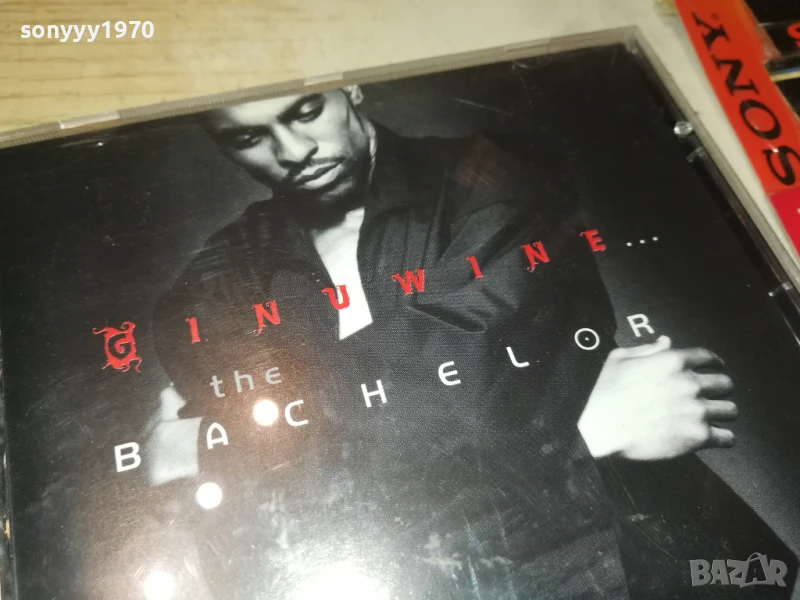 sonyyy1970
SONY
GINUWINE...
the
BACHELOR
BAZAR